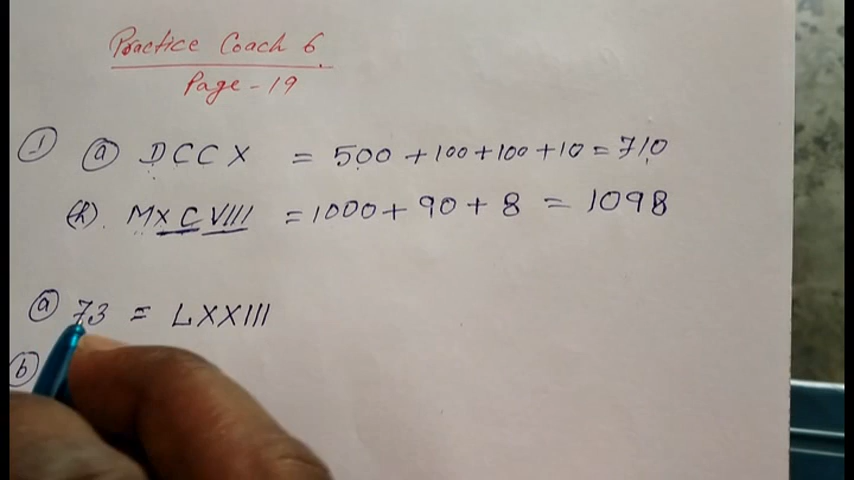 Practice Coach 6
Page - 19
① ⓐ DCCX = 500 + 100 + 100 + 10 = 710
(h). MXCVIII = 1000 + 90 + 8 = 1098
ⓐ 73 = LXXIII
ⓑ